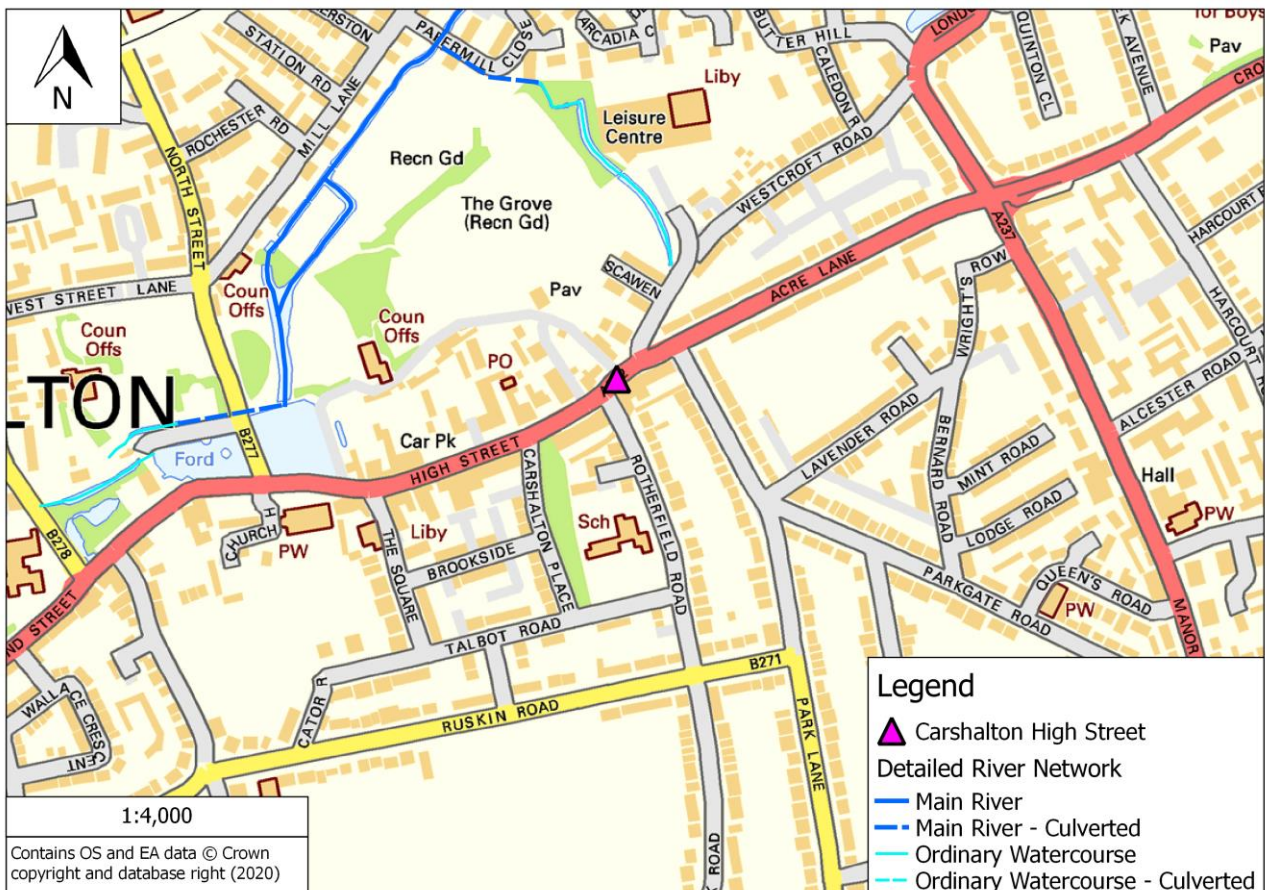 N
ERSTON
STATION RD
MILL LANE
PAPERMILL CLOSE
ARCADIA C
BUTTER HILL
CALEDON R
LOND
QUINTON CL
EK AVENUE
for Boys
Pav
CRO
Liby
Leisure
Centre
ROCHESTER RD
NORTH STREET
Recn Gd
The Grove
(Recn Gd)
WESTCROFT ROAD
A237
HARCOURT
HARCOURT R
WEST STREET LANE
Coun
Offs
Coun
Offs
Coun
Offs
SCAWEN
Pav
ACRE LANE
WRIGHTS ROW
PO
LTON
Ford
B277
Car Pk
HIGH STREET
CARSHALTON PLACE
ROTHERFIELD ROAD
LAVENDER ROAD
BERNARD ROAD
MINT ROAD
LODGE ROAD
ALCESTER ROAD
Hall
PW
B278
CHURCH H
PW
Liby
THE SQUARE
BROOKSIDE
Sch
PARKGATE ROAD
QUEEN'S ROAD
PW
MANOR
ND STREET
TALBOT ROAD
B271
WALLACE CRESCENT
CATOR R
RUSKIN ROAD
PARK LANE
K ROAD
1:4,000
Contains OS and EA data © Crown
copyright and database right (2020)
Legend
Carshalton High Street
Detailed River Network
Main River
Main River - Culverted
Ordinary Watercourse
Ordinary Watercourse - Culverted